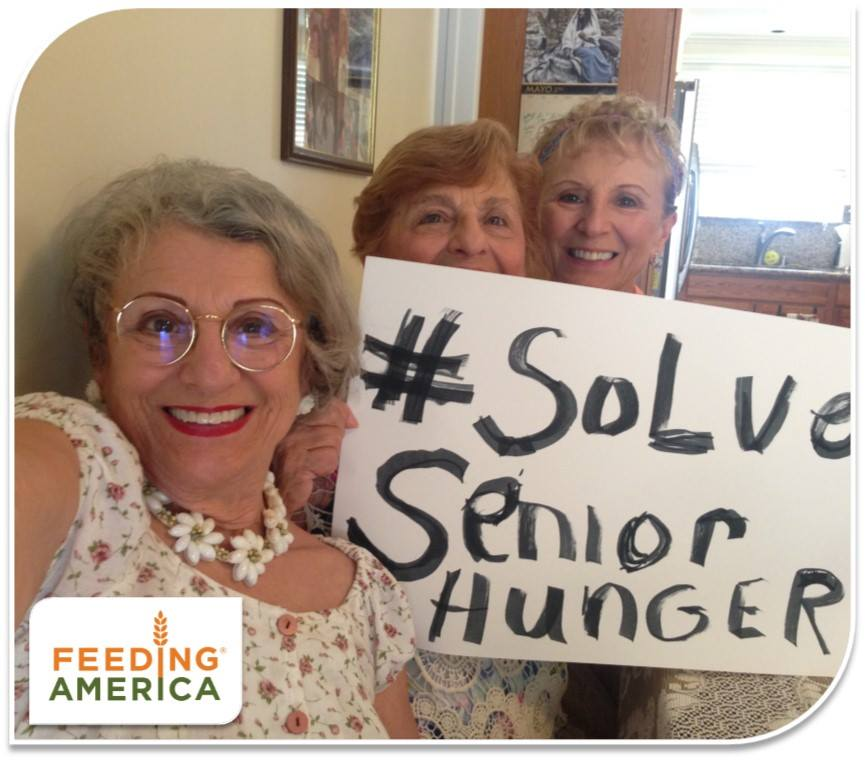 MAYO
#SoLve
Senior
HunGER
FEEDING®
AMERICA